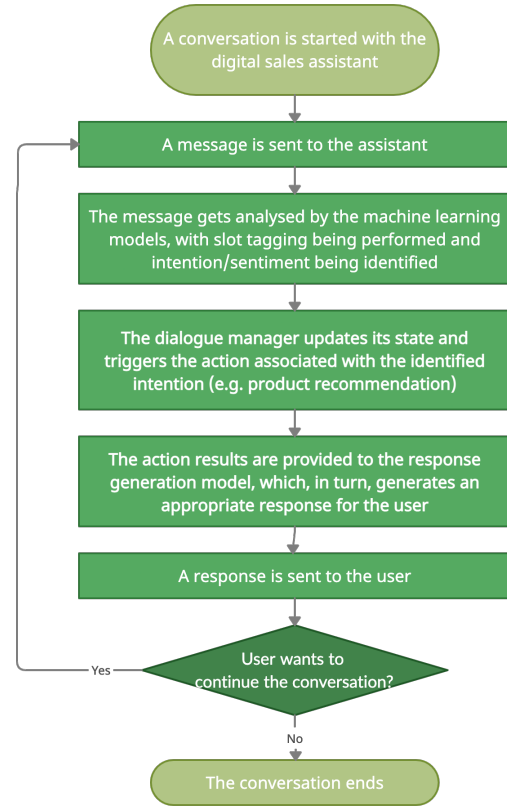 A conversation is started with the
digital sales assistant
A message is sent to the assistant
The message gets analysed by the machine learning
models, with slot tagging being performed and
intention/sentiment being identified
The dialogue manager updates its state and
triggers the action associated with the identified
intention (e.g. product recommendation)
The action results are provided to the response
generation model, which, in turn, generates an
appropriate response for the user
A response is sent to the user
User wants to
continue the conversation?
Yes
No
The conversation ends